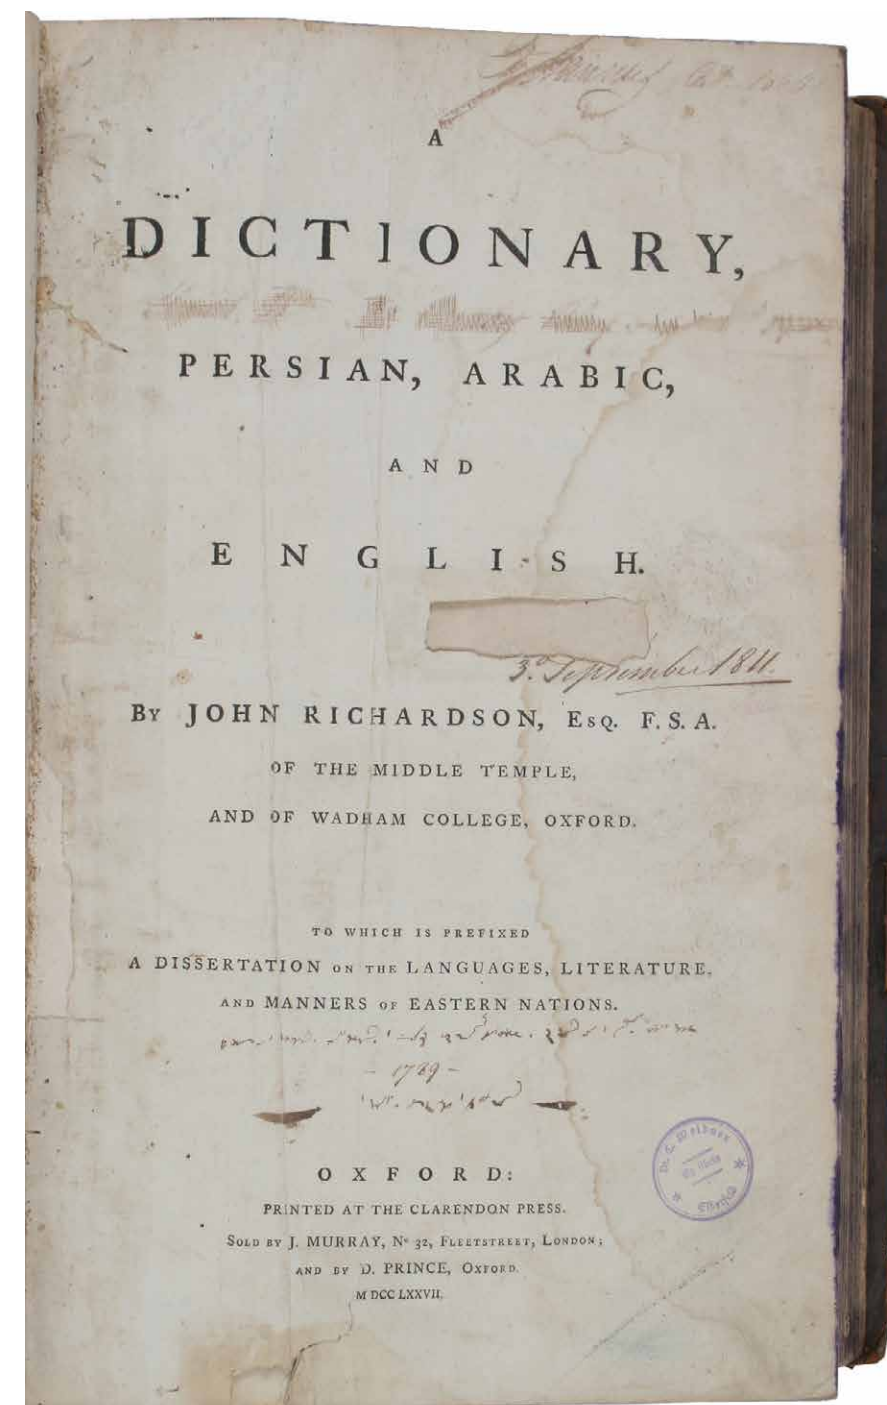 A
DICTIONARY,
PERSIAN, ARABIC,
AND
ENGLISH.
3.d September 1811.
By JOHN RICHARDSON, Esq. F.S.A.
OF THE MIDDLE TEMPLE,
AND OF WADHAM COLLEGE, OXFORD.
TO WHICH IS PREFIXED
A DISSERTATION ON THE LANGUAGES, LITERATURE,
AND MANNERS OF EASTERN NATIONS.
- 1789 -
OXFORD:
PRINTED AT THE CLARENDON PRESS.
SOLD BY J. MURRAY, No 32, FLEETSTREET, LONDON;
AND BY D. PRINCE, OXFORD.
M DCC LXXVII.